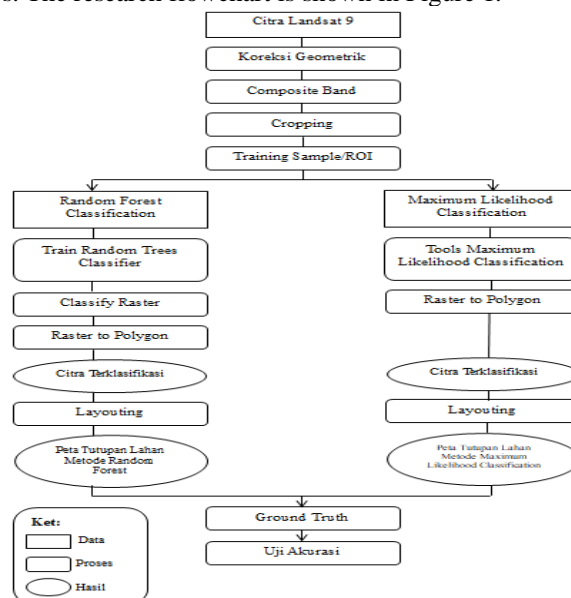 s. The research flowchart is shown in Figure 1.
Citra Landsat 9
Koreksi Geometrik
Composite Band
Cropping
Training Sample/ROI
Random Forest
Classification
Train Random Trees
Classifier
Classify Raster
Raster to Polygon
Citra Terklasifikasi
Layouting
Peta Tutupan Lahan
Metode Random
Forest
Maximum Likelihood
Classification
Tools Maximum
Likelihood Classification
Raster to Polygon
Citra Terklasifikasi
Layouting
Peta Tutupan Lahan
Metode Maximum
Likelihood Classification
Ground Truth
Uji Akurasi
Ket:
Data
Proses
Hasil